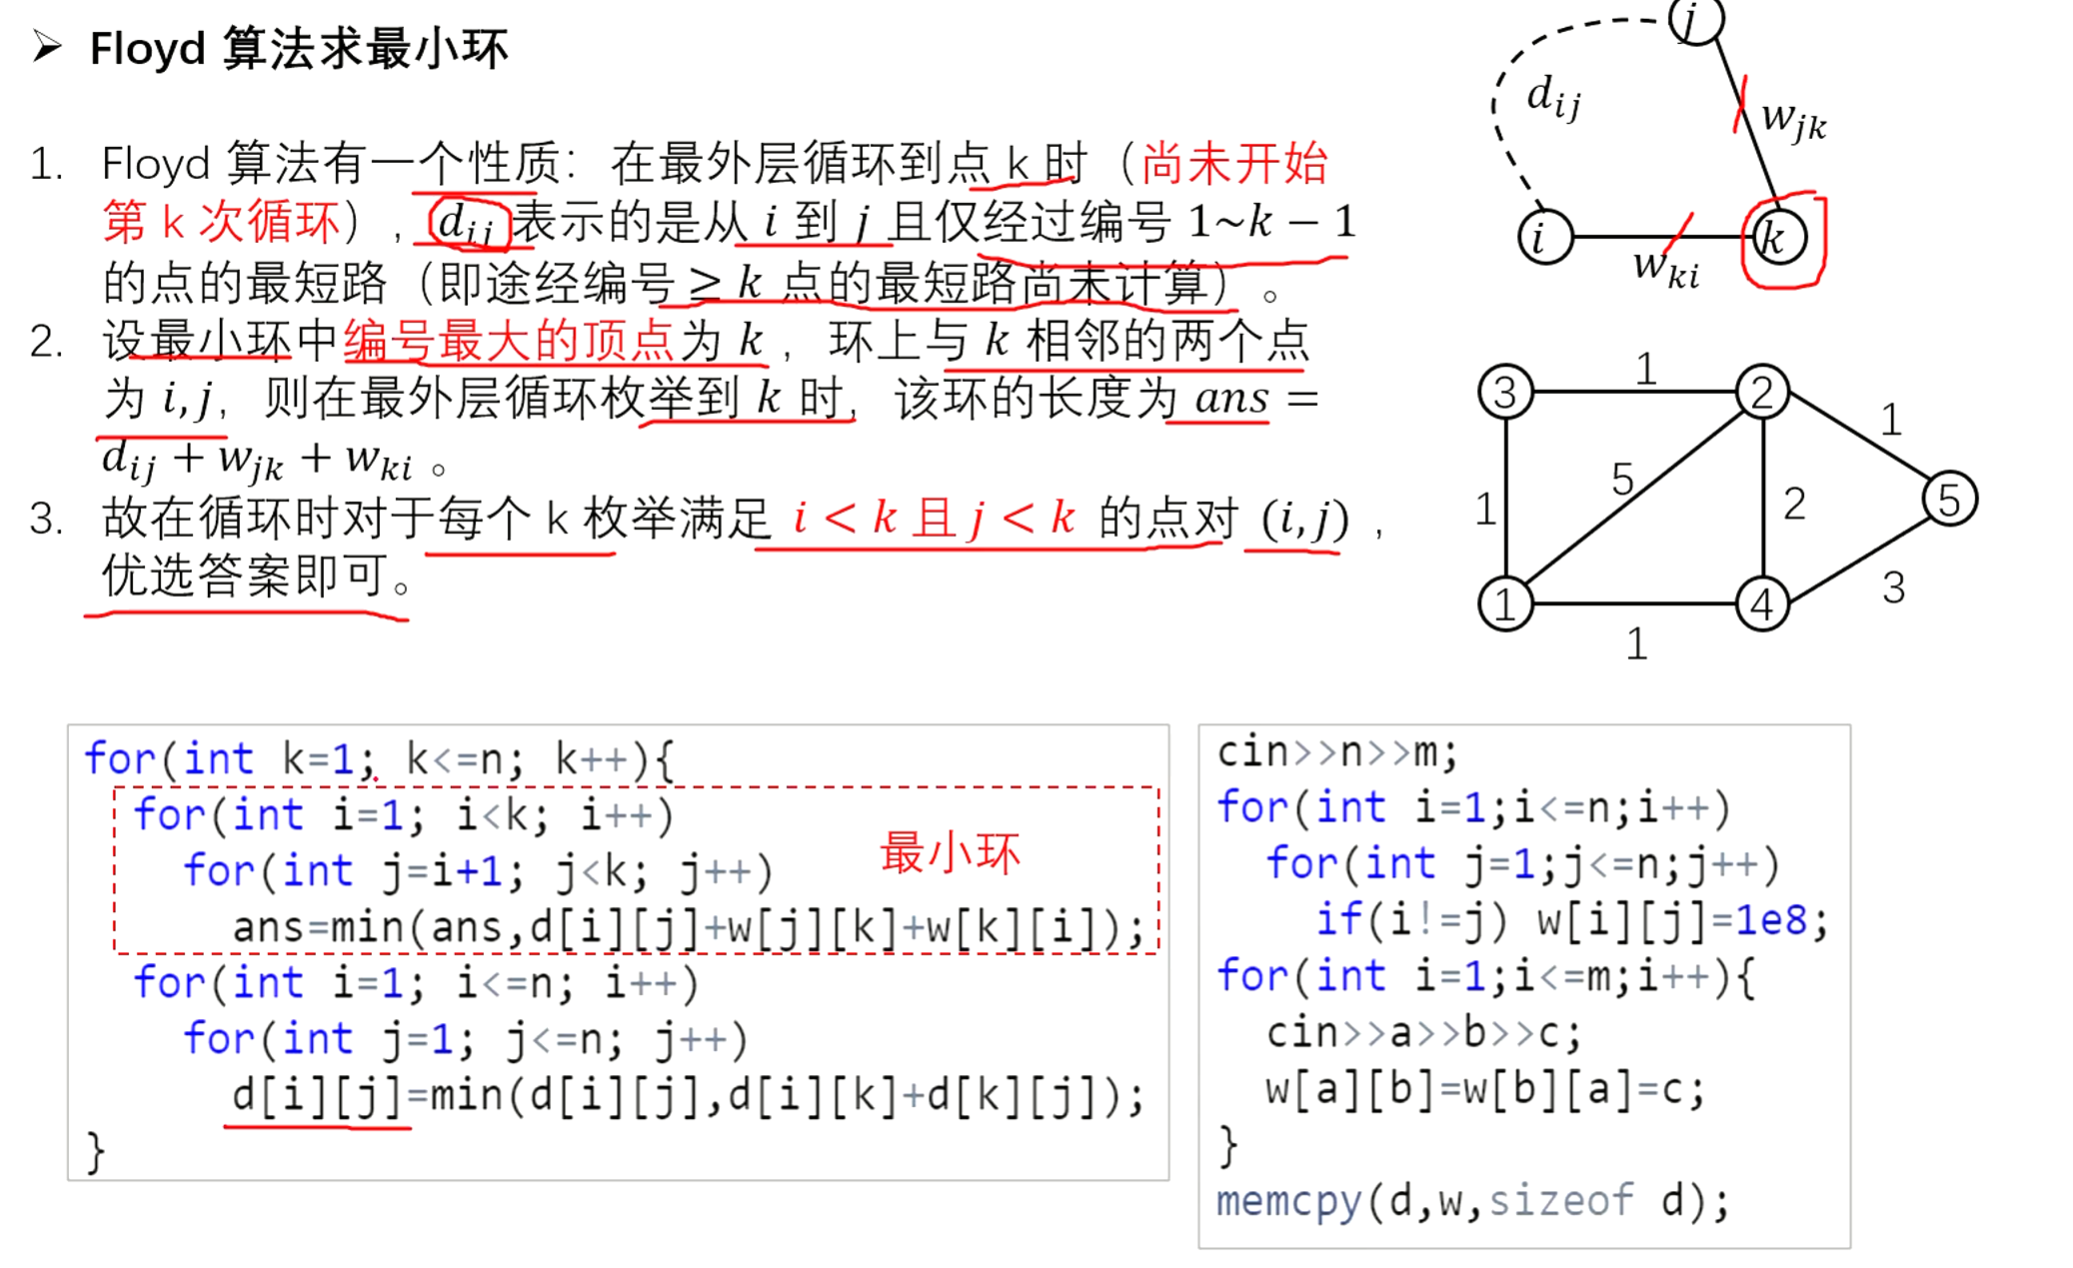 ➢ Floyd 算法求最小环
1. Floyd 算法有一个性质：在最外层循环到点 k 时（尚未开始
第 k 次循环），d_{ij}表示的是从 i 到 j 且仅经过编号 1~k − 1
的点的最短路（即途经编号≥ k 点的最短路尚未计算）。
2. 设最小环中编号最大的顶点为 k，环上与 k 相邻的两个点
为 i,j，则在最外层循环枚举到 k 时，该环的长度为 ans =
d_{ij} + w_{jk} + w_{ki}。
3. 故在循环时对于每个 k 枚举满足 i < k 且 j < k 的点对 (i,j)，
优选答案即可。
j
d_{ij}
w_{jk}
i
k
w_{ki}
3
1
2
1
1
5
2
5
1
4
3
1
for(int k=1; k<=n; k++){
for(int i=1; i<k; i++)
最小环
for(int j=i+1; j<k; j++)
ans=min(ans,d[i][j]+w[j][k]+w[k][i]);
for(int i=1; i<=n; i++)
for(int j=1; j<=n; j++)
d[i][j]=min(d[i][j],d[i][k]+d[k][j]);
}
cin>>n>>m;
for(int i=1;i<=n;i++)
for(int j=1;j<=n;j++)
if(i!=j) w[i][j]=1e8;
for(int i=1;i<=m;i++){
cin>>a>>b>>c;
w[a][b]=w[b][a]=c;
}
memcpy(d,w,sizeof d);